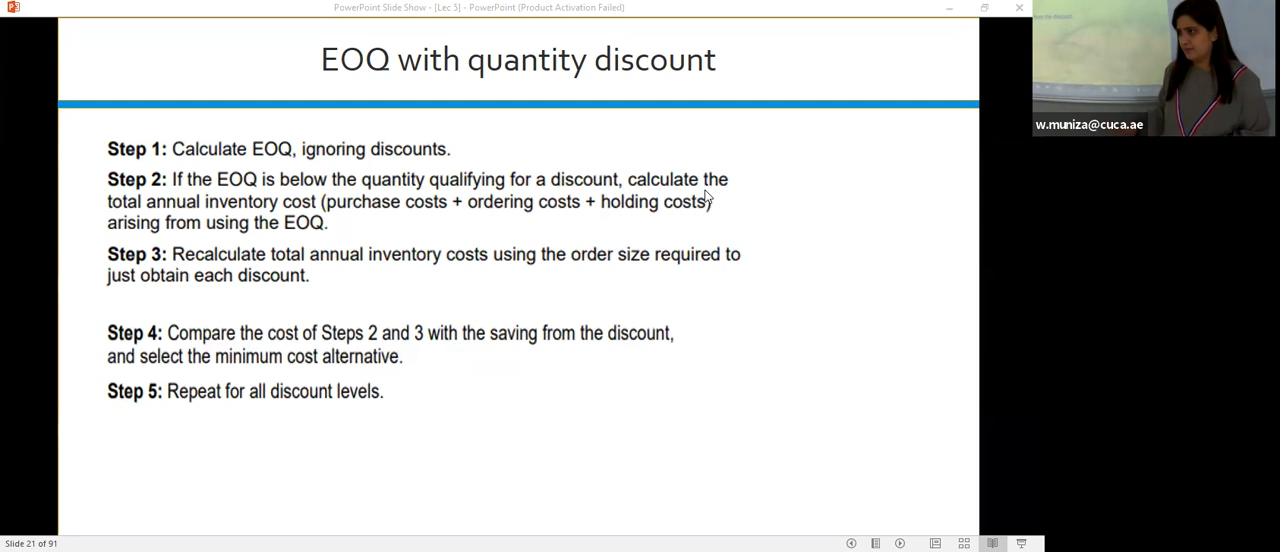 PowerPoint Slide Show - [Lec 3] - PowerPoint (Product Activation Failed)
EOQ with quantity discount
w.muniza@cuca.ae
Step 1: Calculate EOQ, ignoring discounts.
Step 2: If the EOQ is below the quantity qualifying for a discount, calculate the
total annual inventory cost (purchase costs + ordering costs + holding costs)
arising from using the EOQ.
Step 3: Recalculate total annual inventory costs using the order size required to
just obtain each discount.
Step 4: Compare the cost of Steps 2 and 3 with the saving from the discount,
and select the minimum cost alternative.
Step 5: Repeat for all discount levels.
Slide 21 of 91